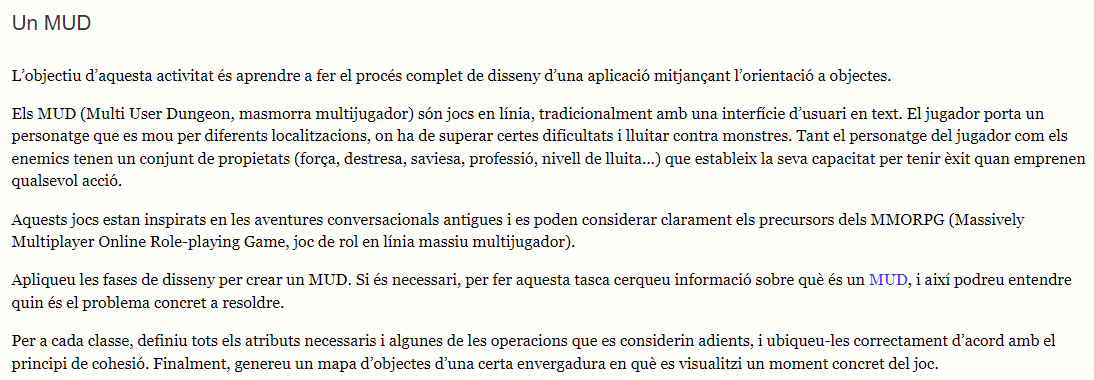 Un MUD
L’objectiu d’aquesta activitat és aprendre a fer el procés complet de disseny d’una aplicació mitjançant l’orientació a objectes.
Els MUD (Multi User Dungeon, masmorra multijugador) són jocs en línia, tradicionalment amb una interfície d’usuari en text. El jugador porta un
personatge que es mou per diferents localitzacions, on ha de superar certes dificultats i lluitar contra monstres. Tant el personatge del jugador com els
enemics tenen un conjunt de propietats (força, destresa, saviesa, professió, nivell de lluita...) que estableix la seva capacitat per tenir èxit quan emprenen
qualsevol acció.
Aquests jocs estan inspirats en les aventures conversacionals antigues i es poden considerar clarament els precursors dels MMORPG (Massively
Multiplayer Online Role-playing Game, joc de rol en línia massiu multijugador).
Apliqueu les fases de disseny per crear un MUD. Si és necessari, per fer aquesta tasca cerqueu informació sobre què és un MUD, i així podreu entendre
quin és el problema concret a resoldre.
Per a cada classe, definiu tots els atributs necessaris i algunes de les operacions que es considerin adients, i ubiqueu-les correctament d’acord amb el
principi de cohesió. Finalment, genereu un mapa d’objectes d’una certa envergadura en què es visualitzi un moment concret del joc.